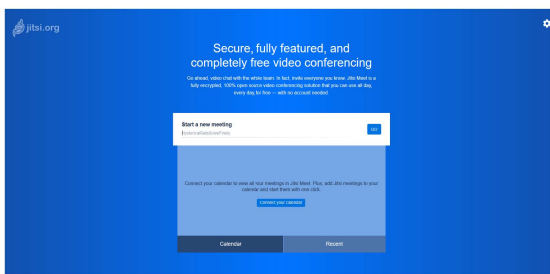 jitsi.org
Secure, fully featured, and
completely free video conferencing
Go ahead, video chat with the whole team. In fact, invite everyone you know. Jitsi Meet is a
fully encrypted, 100% open source video conferencing solution that you can use all day,
every day, for free — with no account needed.
Start a new meeting
GO
Connect your calendar to view all your meetings in Jitsi Meet. Plus, add Jitsi meetings to your
calendar and start them with one click.
Connect your calendar
Calendar
Recent